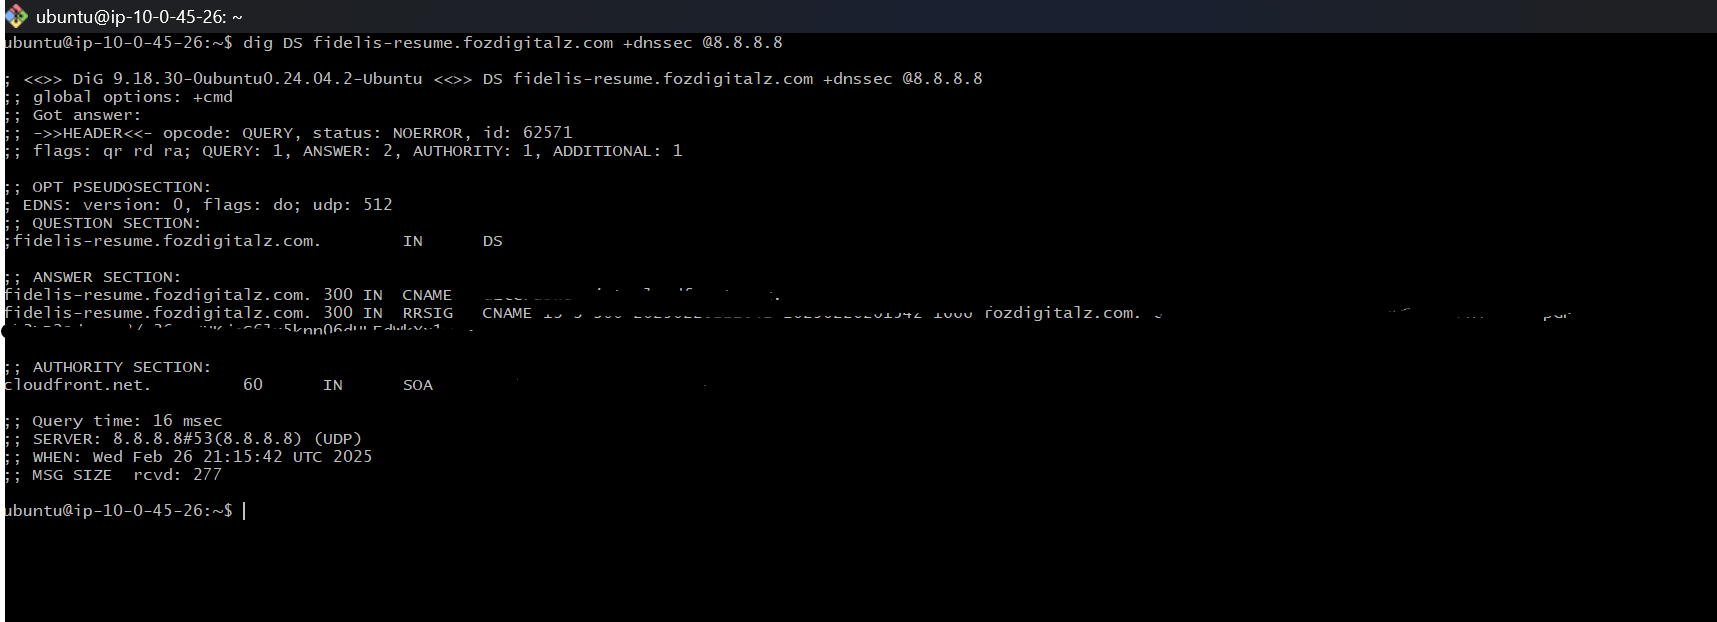 ubuntu@ip-10-0-45-26: ~
ubuntu@ip-10-0-45-26:~$ dig DS fidelis-resume.fozdigitalz.com +dnssec @8.8.8.8
; <<>> DiG 9.18.30-0ubuntu0.24.04.2-Ubuntu <<>> DS fidelis-resume.fozdigitalz.com +dnssec @8.8.8.8
;; global options: +cmd
;; Got answer:
;; ->>HEADER<<- opcode: QUERY, status: NOERROR, id: 62571
;; flags: qr rd ra; QUERY: 1, ANSWER: 2, AUTHORITY: 1, ADDITIONAL: 1
;; OPT PSEUDOSECTION:
; EDNS: version: 0, flags: do; udp: 512
;; QUESTION SECTION:
;fidelis-resume.fozdigitalz.com. IN DS
;; ANSWER SECTION:
fidelis-resume.fozdigitalz.com. 300 IN CNAME
fidelis-resume.fozdigitalz.com. 300 IN RRSIG CNAME fozdigitalz.com.
;; AUTHORITY SECTION:
cloudfront.net. 60 IN SOA
;; Query time: 16 msec
;; SERVER: 8.8.8.8#53(8.8.8.8) (UDP)
;; WHEN: Wed Feb 26 21:15:42 UTC 2025
;; MSG SIZE rcvd: 277
ubuntu@ip-10-0-45-26:~$